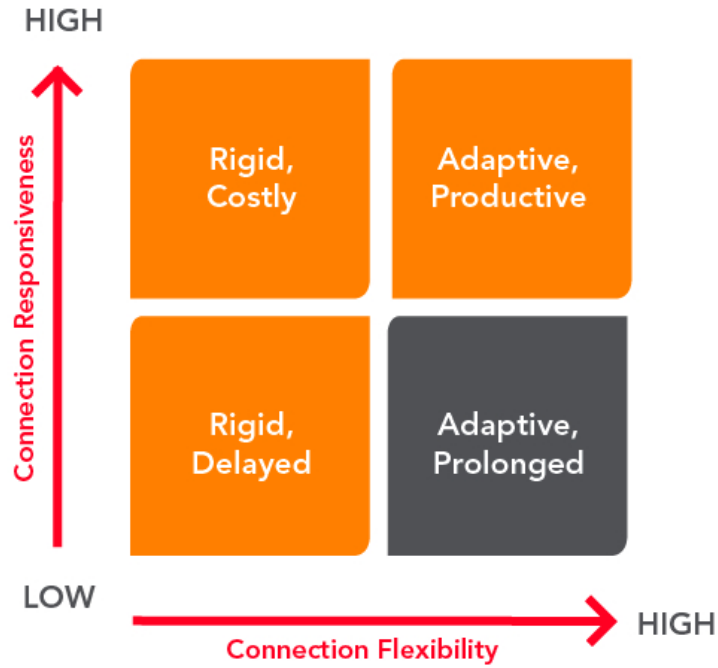 HIGH
Connection Responsiveness
Rigid,
Costly
Adaptive,
Productive
Rigid,
Delayed
Adaptive,
Prolonged
LOW
HIGH
Connection Flexibility